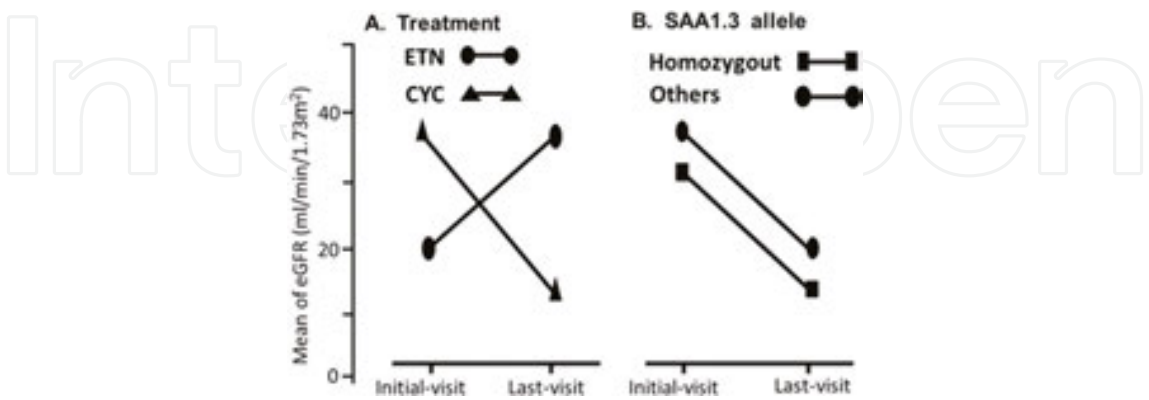 A. Treatment
ETN
CYC
B. SAA1.3 allele
Homozygout
Others
Mean of eGFR (ml/min/1.73m²)
40
20
0
Initial-visit
Last-visit
Initial-visit
Last-visit